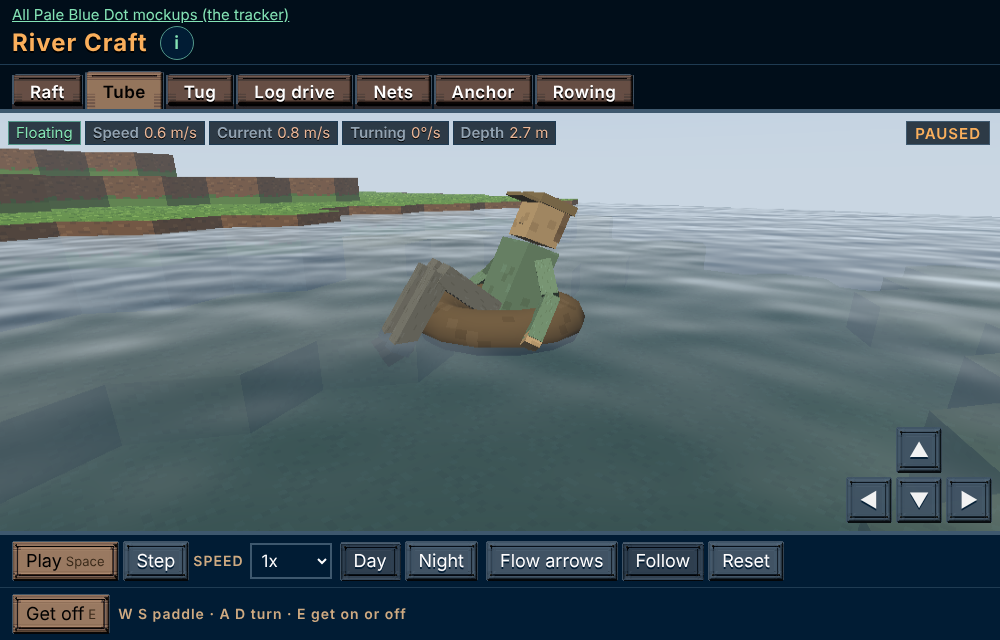 All Pale Blue Dot mockups (the tracker)
River Craft i
Raft Tube Tug Log drive Nets Anchor Rowing
Floating Speed 0.6 m/s Current 0.8 m/s Turning 0°/s Depth 2.7 m PAUSED
Play Space Step SPEED 1x Day Night Flow arrows Follow Reset
Get off E W S paddle · A D turn · E get on or off